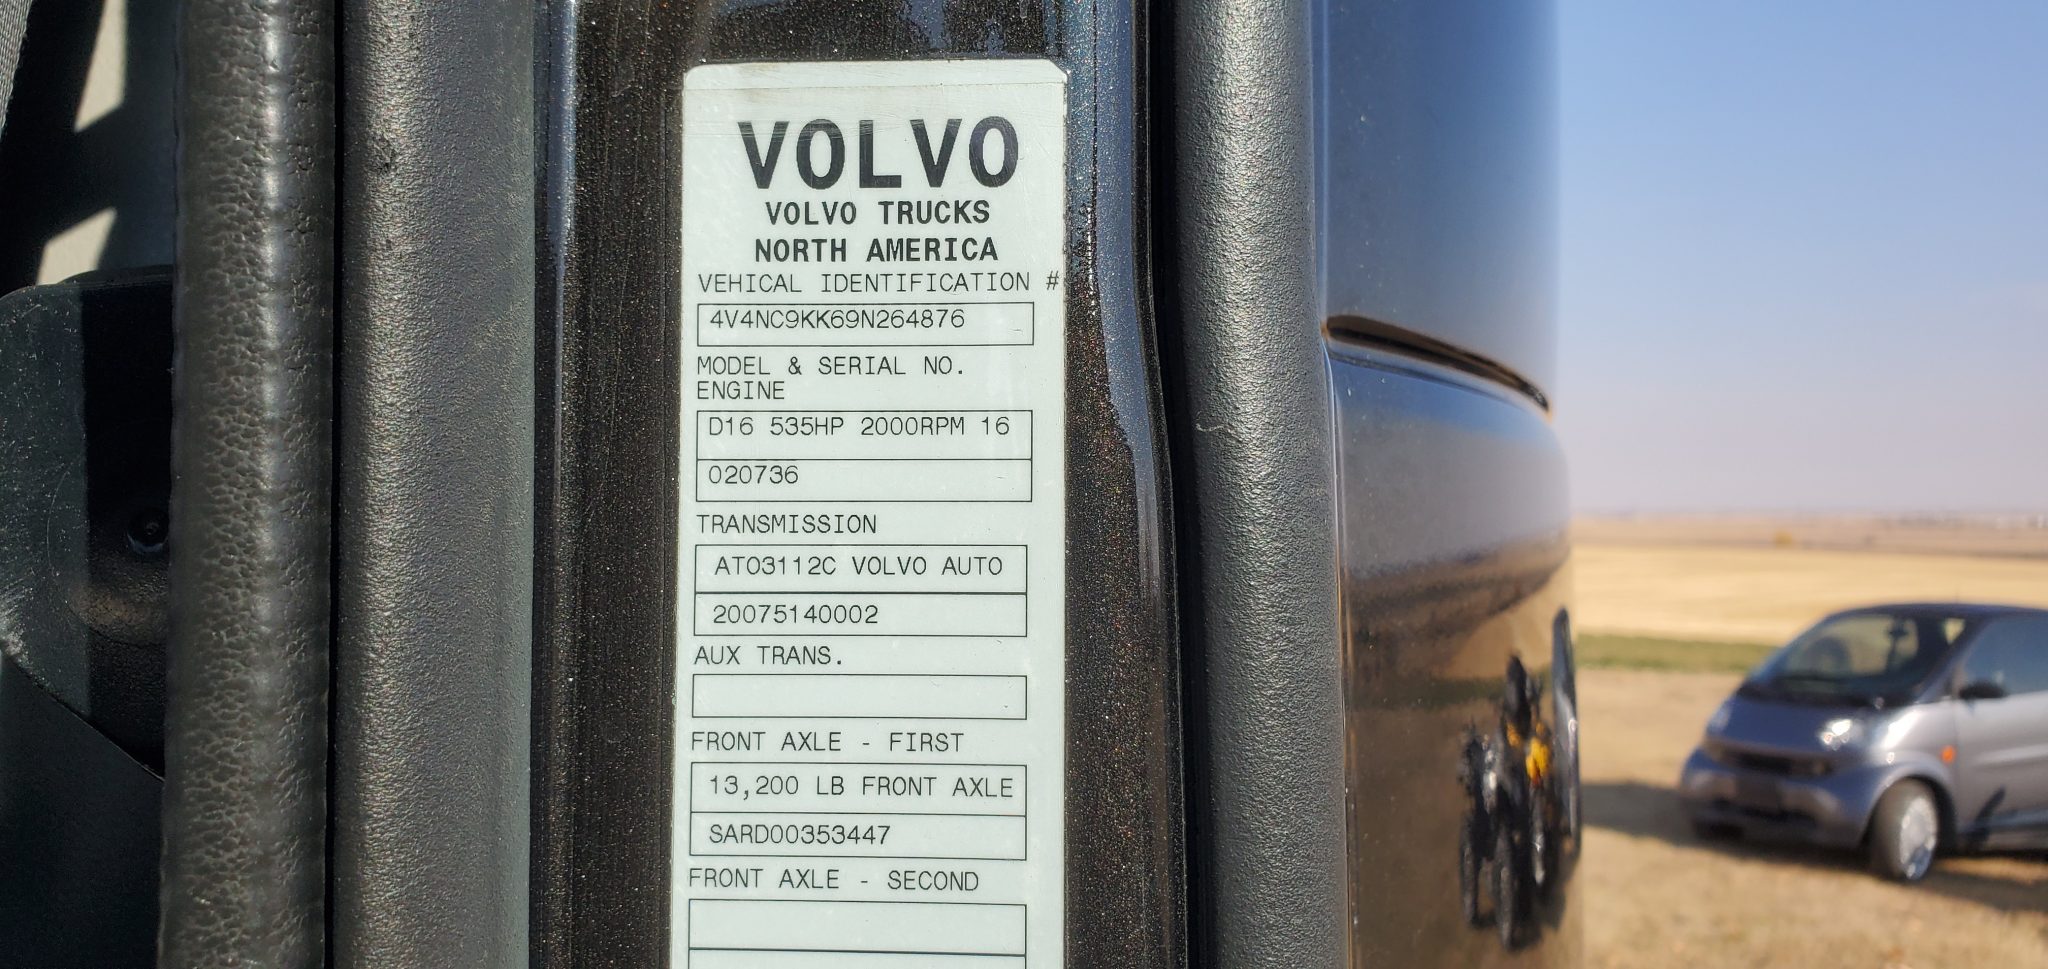 VOLVO
VOLVO TRUCKS
NORTH AMERICA
VEHICAL IDENTIFICATION #
4V4NC9KK69N264876
MODEL & SERIAL NO.
ENGINE
D16 535HP 2000RPM 16
020736
TRANSMISSION
ATO3112C VOLVO AUTO
20075140002
AUX TRANS.
FRONT AXLE - FIRST
13,200 LB FRONT AXLE
SARD00353447
FRONT AXLE - SECOND